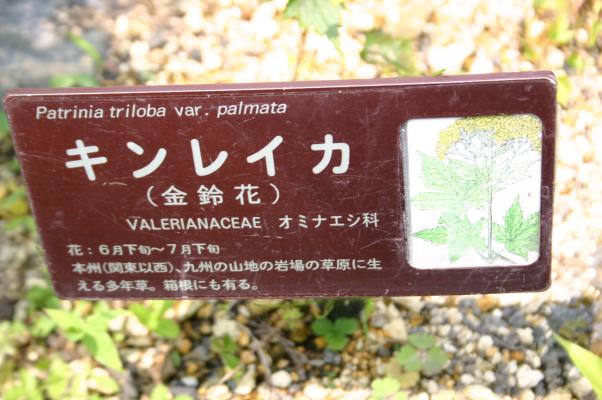 Patrinia triloba var. palmata
キンレイカ
（金鈴花）
VALERIANACEAE オミナエシ科
花：6月下旬〜7月下旬
本州（関東以西）、九州の山地の岩場の草原に生
える多年草。箱根にも有る。